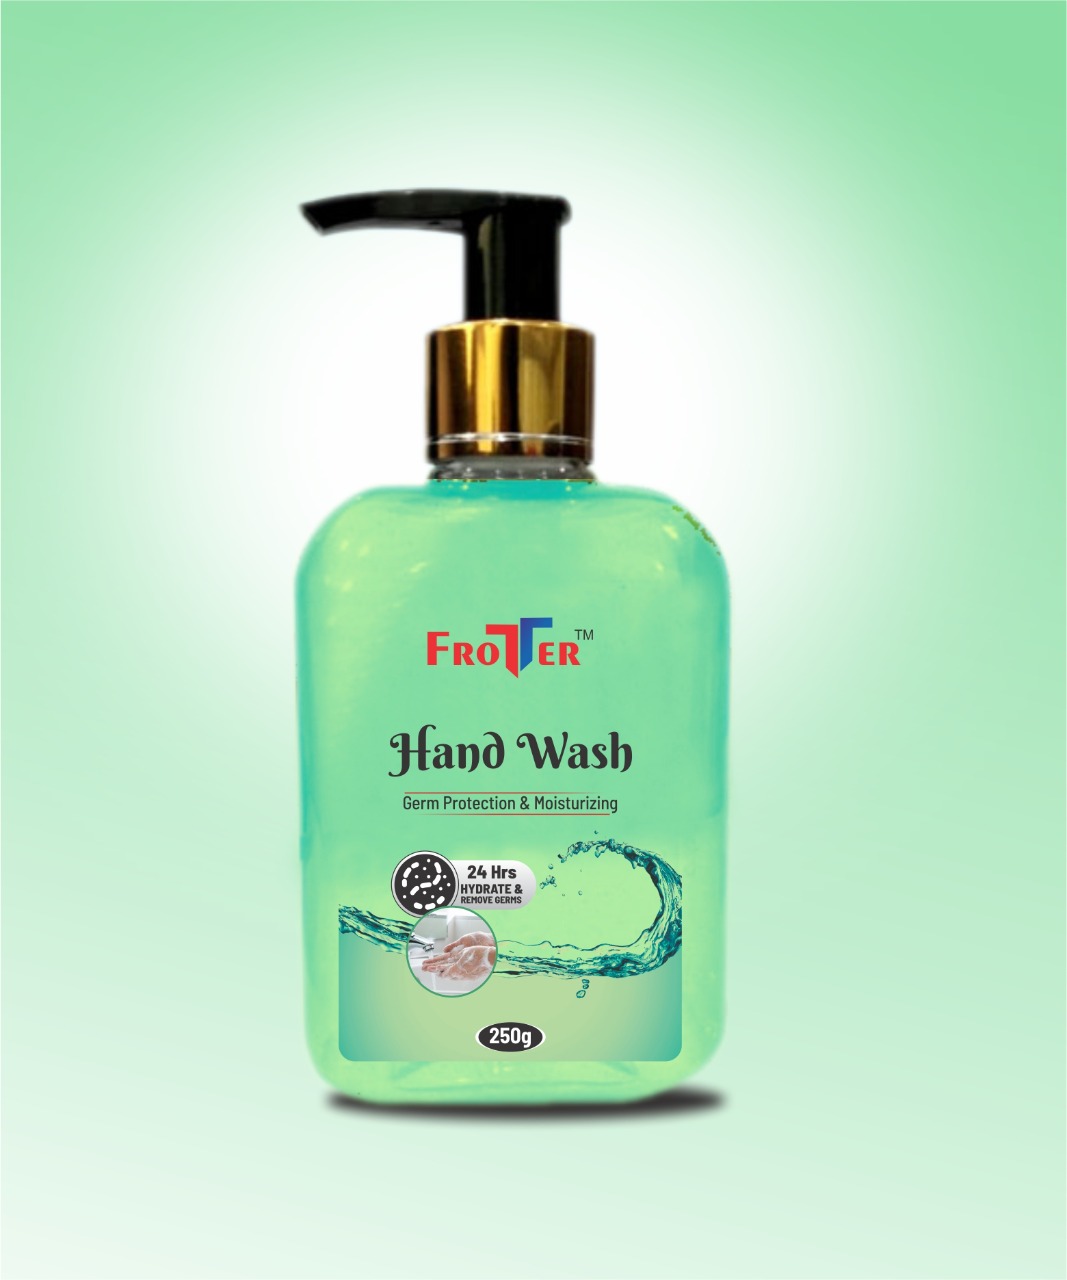 FROTTER™
Hand Wash
Germ Protection & Moisturizing
24 Hrs
HYDRATE &
REMOVE GERMS
250g